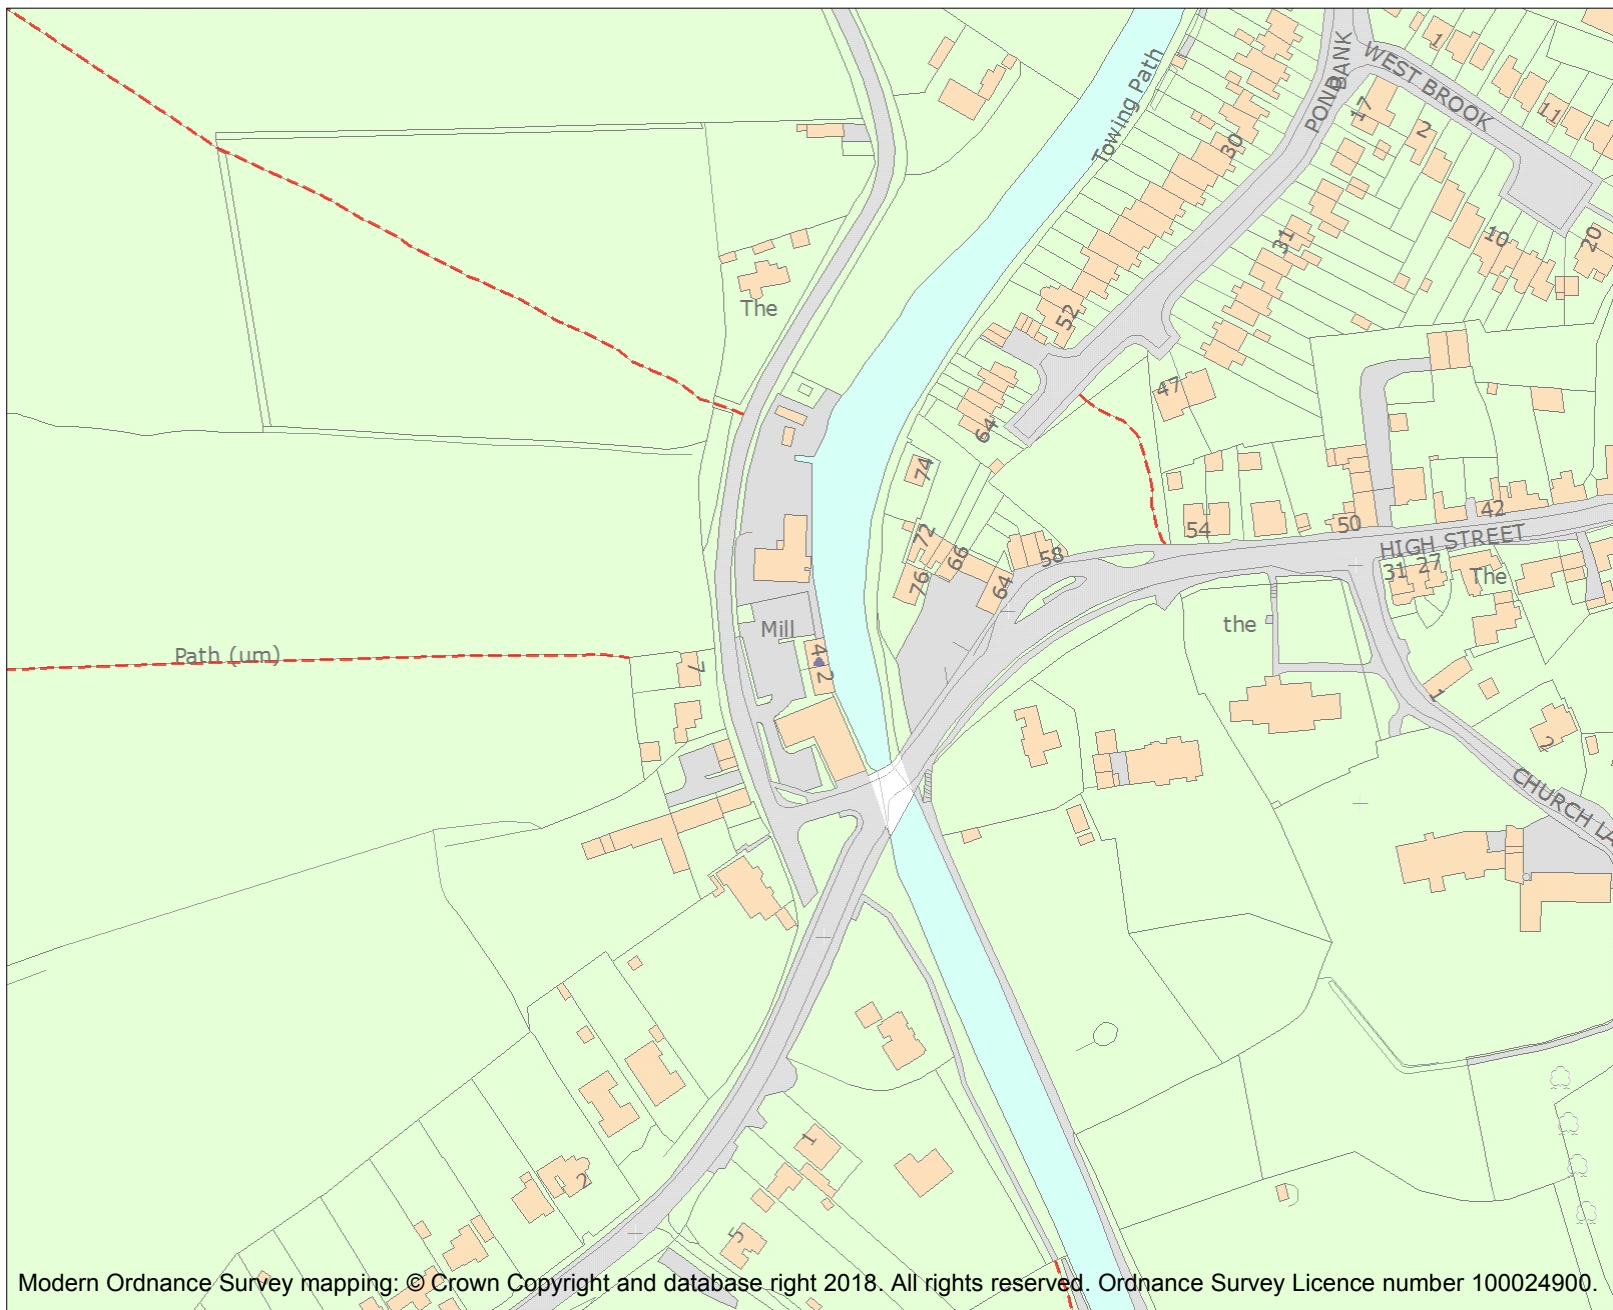 Towing Path
POND
BANK
WEST BROOK
1
11
17
2
30
31
10
20
The
52
47
64
74
72
66
76
64
58
54
50
42
HIGH STREET
31
27
The
Mill
the
Path (um)
7
4
2
1
2
CHURCH LA
2
1
5
Modern Ordnance Survey mapping: © Crown Copyright and database right 2018. All rights reserved. Ordnance Survey Licence number 100024900.